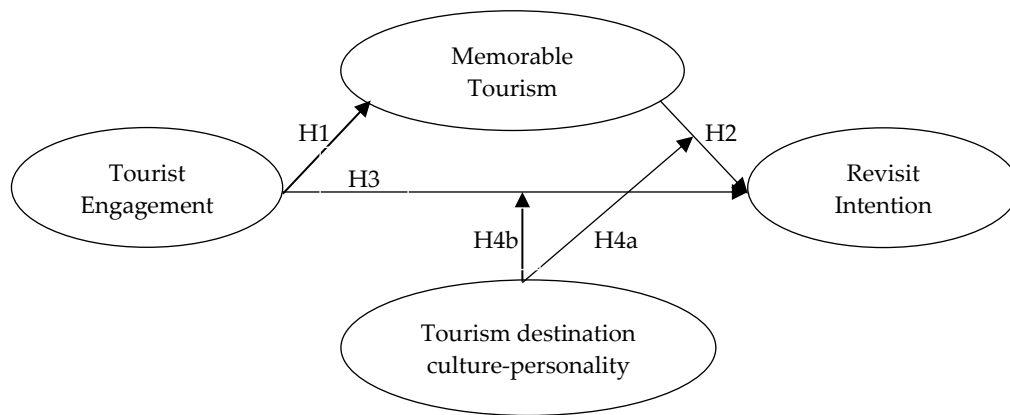 Memorable
Tourism
H1
H2
Tourist
Engagement
H3
Revisit
Intention
H4b
H4a
Tourism destination
culture-personality